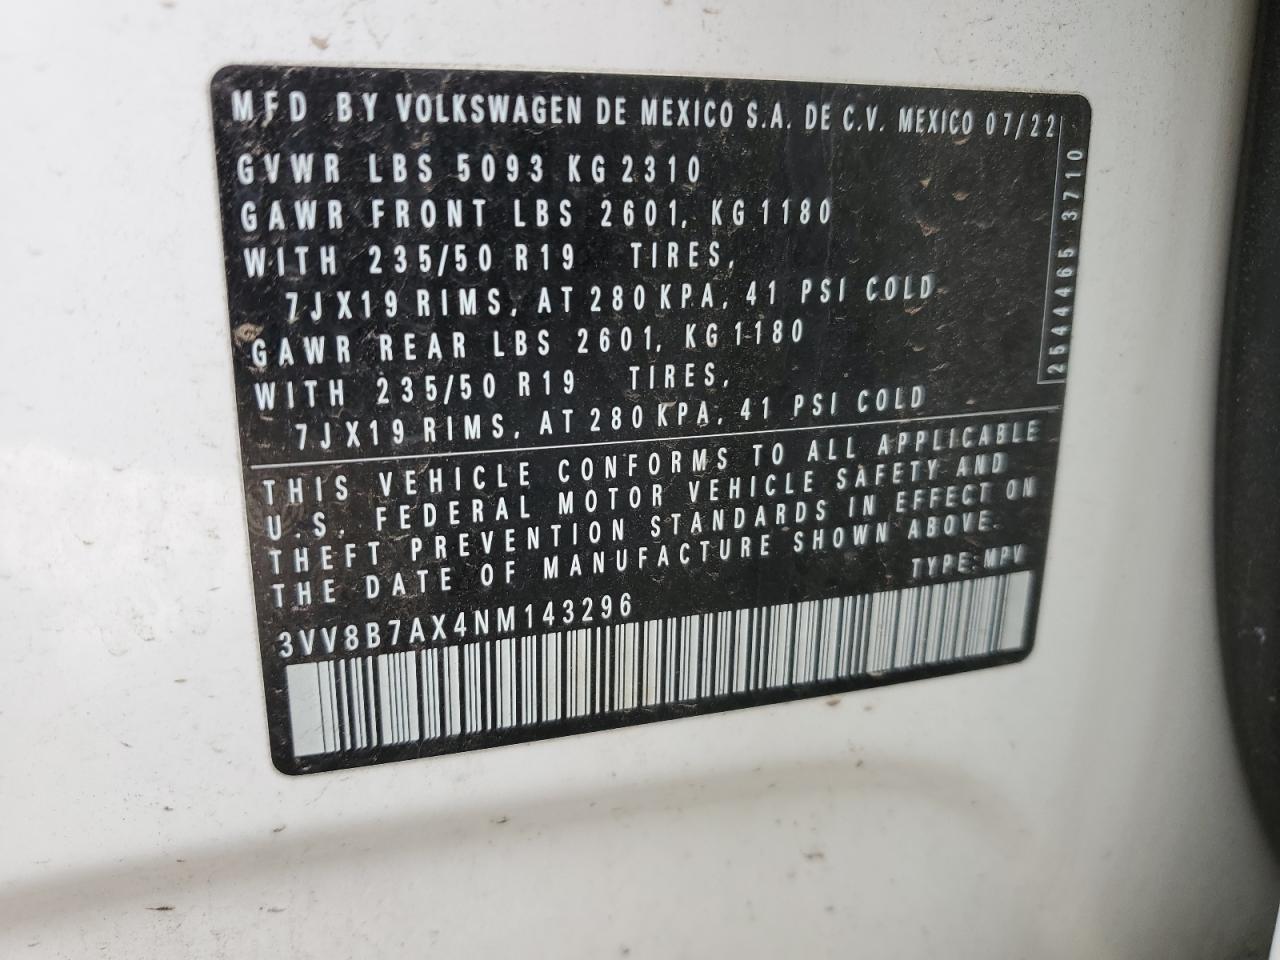 MFD BY VOLKSWAGEN DE MEXICO S.A. DE C.V. MEXICO 07/22
GVWR LBS 5093 KG 2310
GAWR FRONT LBS 2601, KG 1180
WITH 235/50 R19 TIRES,
7JX19 RIMS, AT 280 KPA, 41 PSI COLD
GAWR REAR LBS 2601, KG 1180
WITH 235/50 R19 TIRES,
7JX19 RIMS, AT 280 KPA, 41 PSI COLD
2544465 3710
THIS VEHICLE CONFORMS TO ALL APPLICABLE
U.S. FEDERAL MOTOR VEHICLE SAFETY AND
THEFT PREVENTION STANDARDS IN EFFECT ON
THE DATE OF MANUFACTURE SHOWN ABOVE.
TYPE: MPV
3VV8B7AX4NM143296